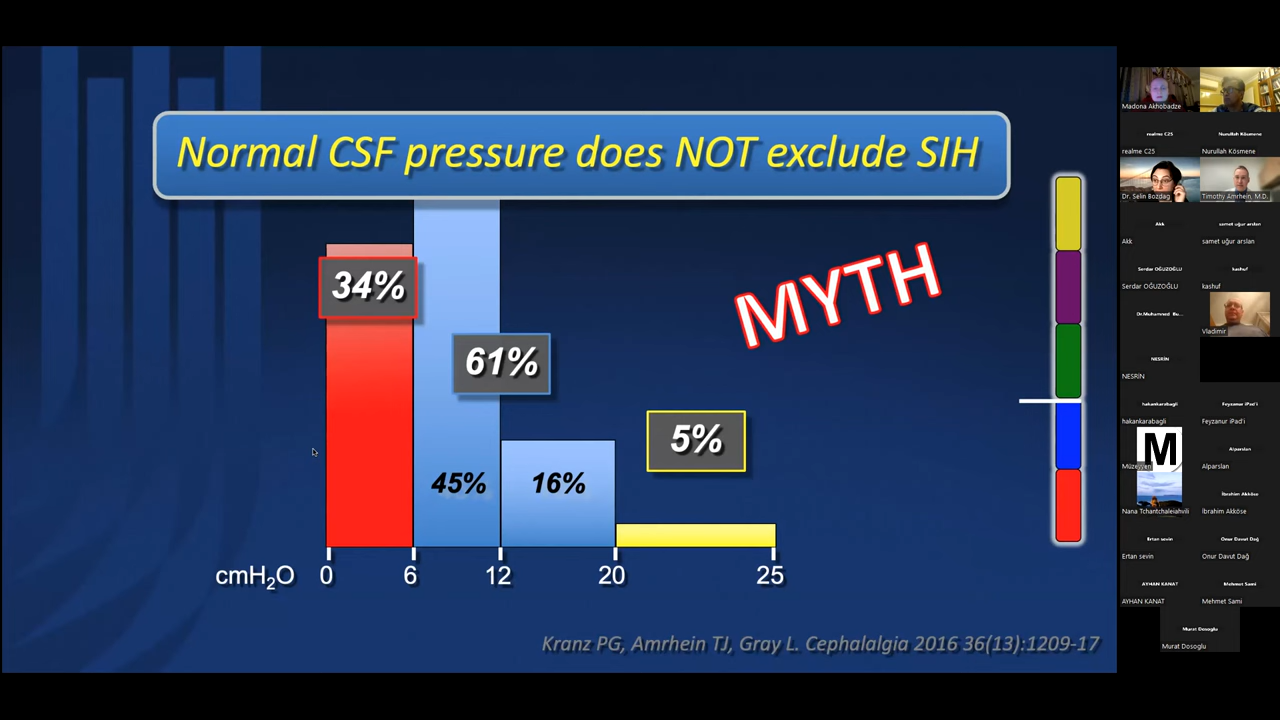 Normal CSF pressure does NOT exclude SIH
MYTH
34%
61%
5%
45%
16%
cmH₂O 0 6 12 20 25
Kranz PG, Amrhein TJ, Gray L. Cephalalgia 2016 36(13):1209-17
Madona Akhobadze
realme C25
realme C25
Nurullah Kösmene
Nurullah Kösmene
Dr. Selin Bozdag
Timothy Amrhein, M.D.
Akk
Akk
samet uğur arslan
samet uğur arslan
Serdar OĞUZOĞLU
Serdar OĞUZOĞLU
kashuf
kashuf
Dr.Muhammed
Vladimir
NESRİN
NESRİN
hakankarabagli
hakankarabagli
Feyzanur iPad'i
Feyzanur iPad'i
M
Alparslan
Alparslan
Nana Tchantchaleiahvili
İbrahim Akköse
İbrahim Akköse
Ertan sevin
Ertan sevin
Onur Davut Dağ
Onur Davut Dağ
AYHAN KANAT
AYHAN KANAT
Mehmet Sami
Mehmet Sami
Murat Dosoglu
Murat Dosoglu